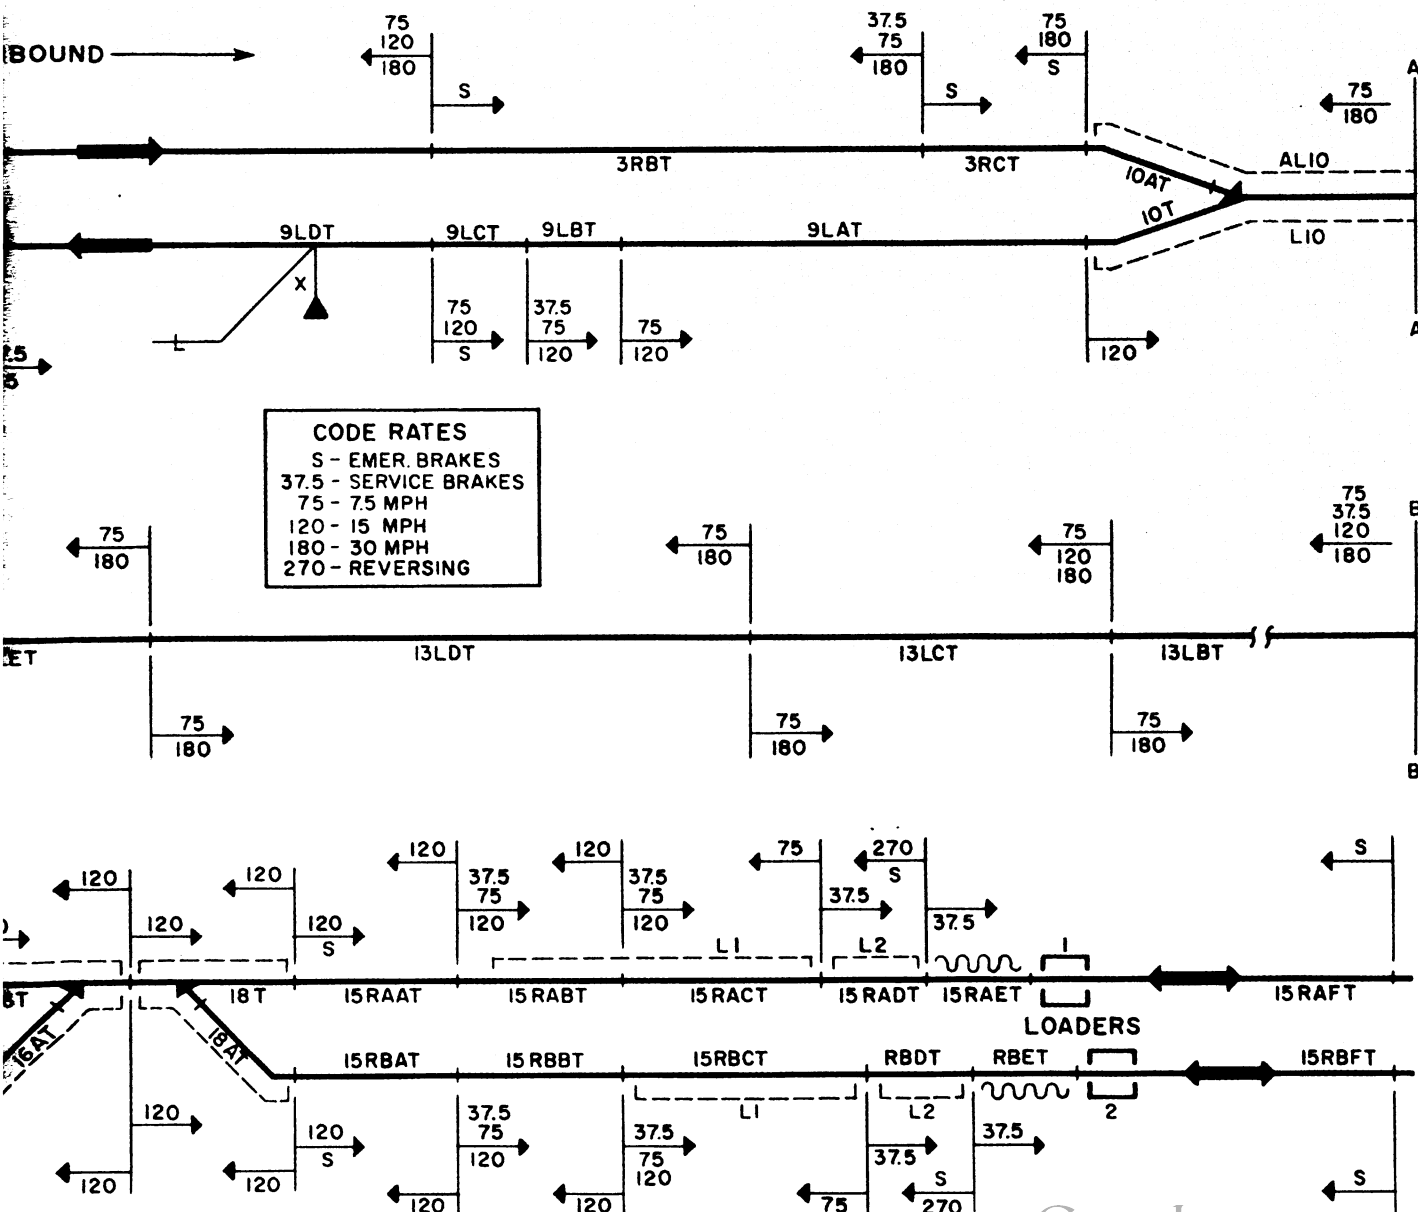 BOUND
75
120
180
S
37.5
75
180
S
75
180
S
75
180
A
3RBT
3RCT
10AT
AL10
9LDT
9LCT
9LBT
9LAT
10T
L10
X
L
L
75
120
S
37.5
75
120
75
120
120
A
CODE RATES
S - EMER. BRAKES
37.5 - SERVICE BRAKES
75 - 7.5 MPH
120 - 15 MPH
180 - 30 MPH
270 - REVERSING
75
180
75
180
75
120
180
75
37.5
120
180
B
ET
13LDT
13LCT
13LBT
75
180
75
180
75
180
B
120
120
120
120
75
270
S
S
120
120
S
37.5
75
120
37.5
75
120
37.5
37.5
L1
L2
1
18T
15RAAT
15RABT
15RACT
15RADT
15RAET
15RAFT
LOADERS
16AT
18AT
15RBAT
15RBBT
15RBCT
RBDT
RBET
15RBFT
L1
L2
2
120
120
S
37.5
75
120
37.5
75
120
37.5
37.5
120
120
120
120
75
S
270
S